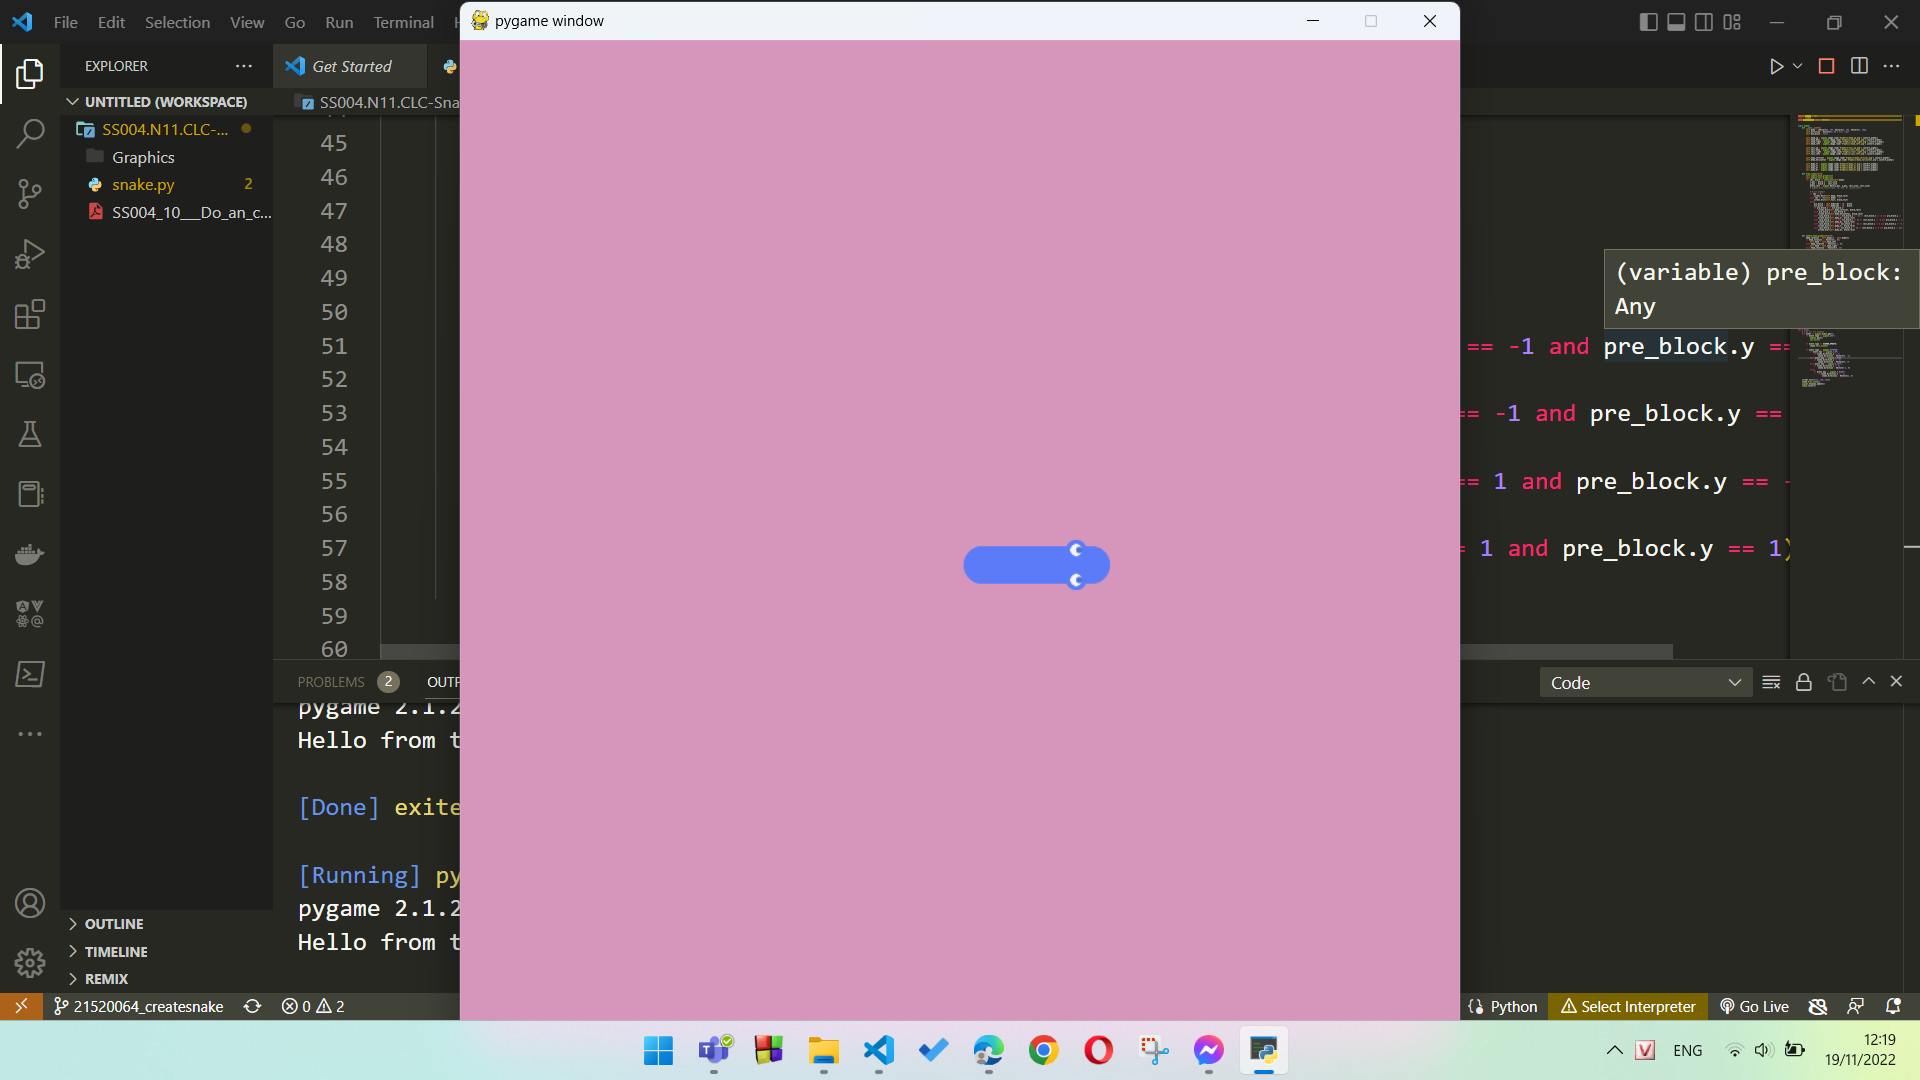 File Edit Selection View Go Run Terminal
pygame window
EXPLORER
Get Started
UNTITLED (WORKSPACE)
SS004.N11.CLC-Sna
SS004.N11.CLC-...
Graphics
snake.py 2
SS004_10___Do_an_c...
45
46
47
48
49
50
51
52
53
54
55
56
57
58
59
60
(variable) pre_block:
Any
== -1 and pre_block.y ==
== -1 and pre_block.y ==
== 1 and pre_block.y == -
= 1 and pre_block.y == 1)
PROBLEMS 2 OUTP
Code
pygame 2.1.2
Hello from t
[Done] exite
[Running] py
pygame 2.1.2
Hello from t
OUTLINE
TIMELINE
REMIX
21520064_createsnake 0 2
Python Select Interpreter Go Live
ENG
12:19
19/11/2022